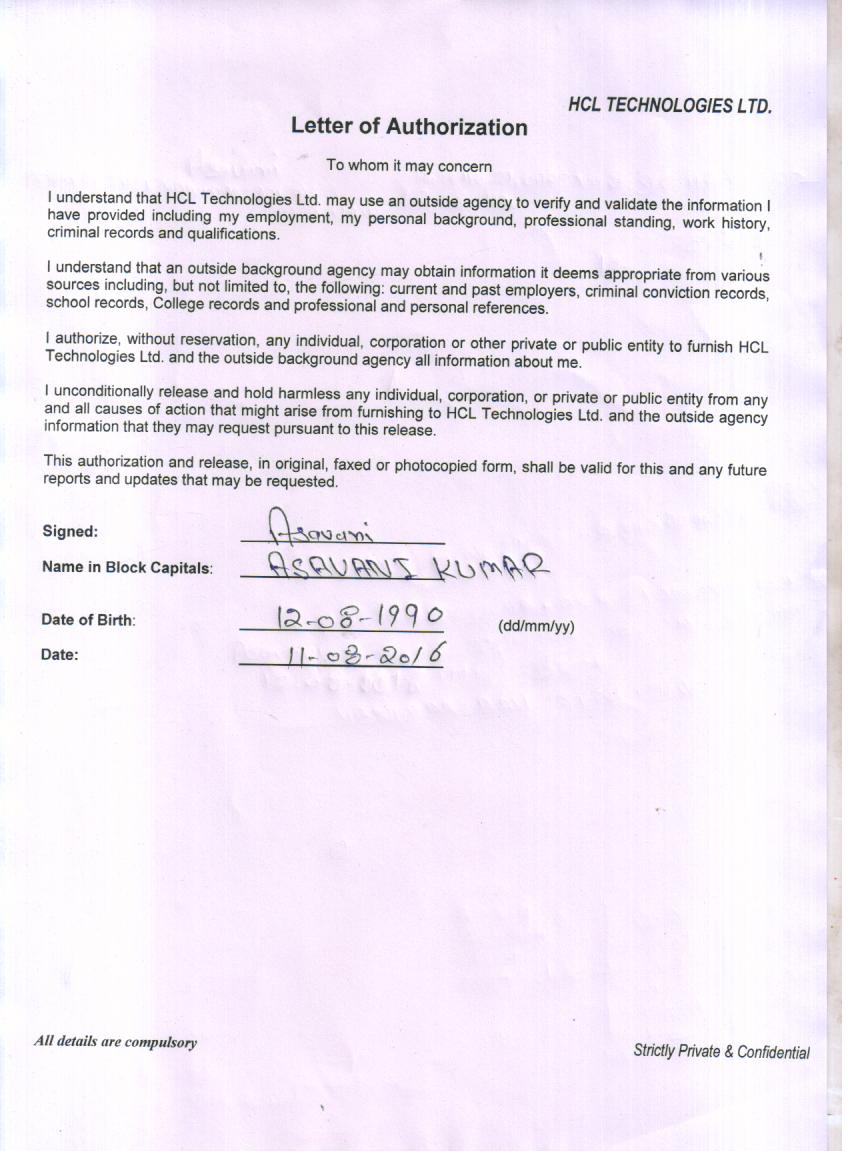 HCL TECHNOLOGIES LTD.
Letter of Authorization
To whom it may concern
I understand that HCL Technologies Ltd. may use an outside agency to verify and validate the information I
have provided including my employment, my personal background, professional standing, work history,
criminal records and qualifications.
I understand that an outside background agency may obtain information it deems appropriate from various
sources including, but not limited to, the following: current and past employers, criminal conviction records,
school records, College records and professional and personal references.
I authorize, without reservation, any individual, corporation or other private or public entity to furnish HCL
Technologies Ltd. and the outside background agency all information about me.
I unconditionally release and hold harmless any individual, corporation, or private or public entity from any
and all causes of action that might arise from furnishing to HCL Technologies Ltd. and the outside agency
information that they may request pursuant to this release.
This authorization and release, in original, faxed or photocopied form, shall be valid for this and any future
reports and updates that may be requested.
Signed: Asavani
Name in Block Capitals: ASAVANI KUMAR
Date of Birth: 12-08-1990 (dd/mm/yy)
Date: 11-08-2016
All details are compulsory
Strictly Private & Confidential